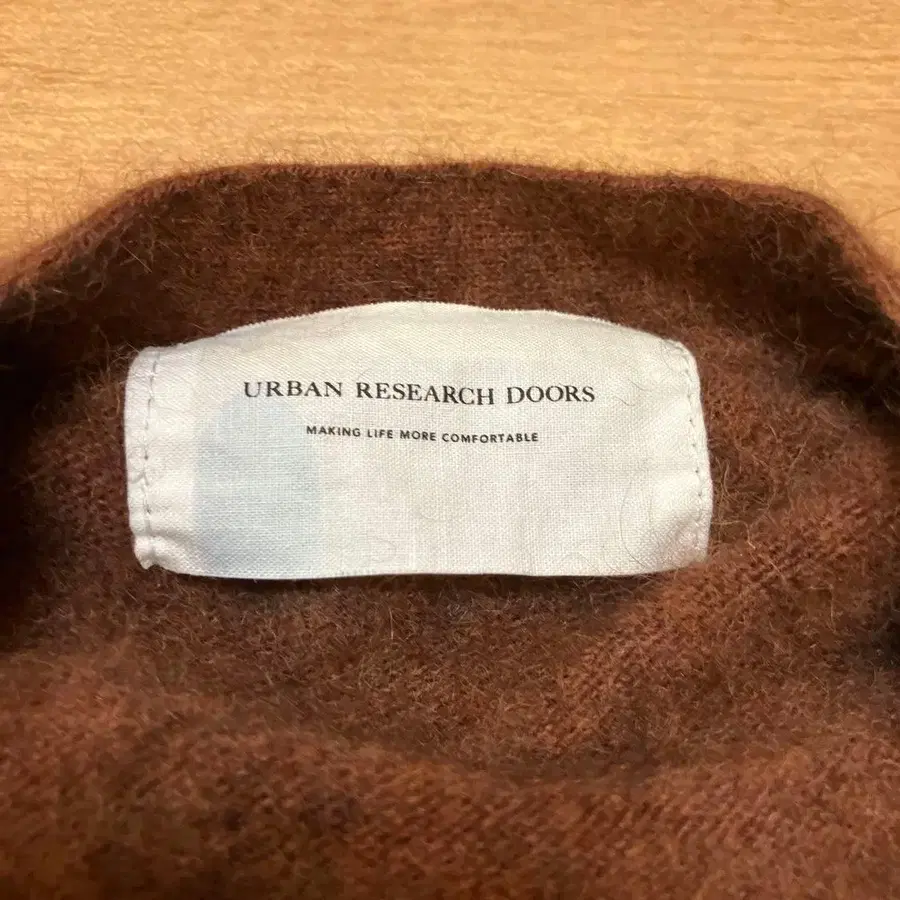 URBAN RESEARCH DOORS
MAKING LIFE MORE COMFORTABLE